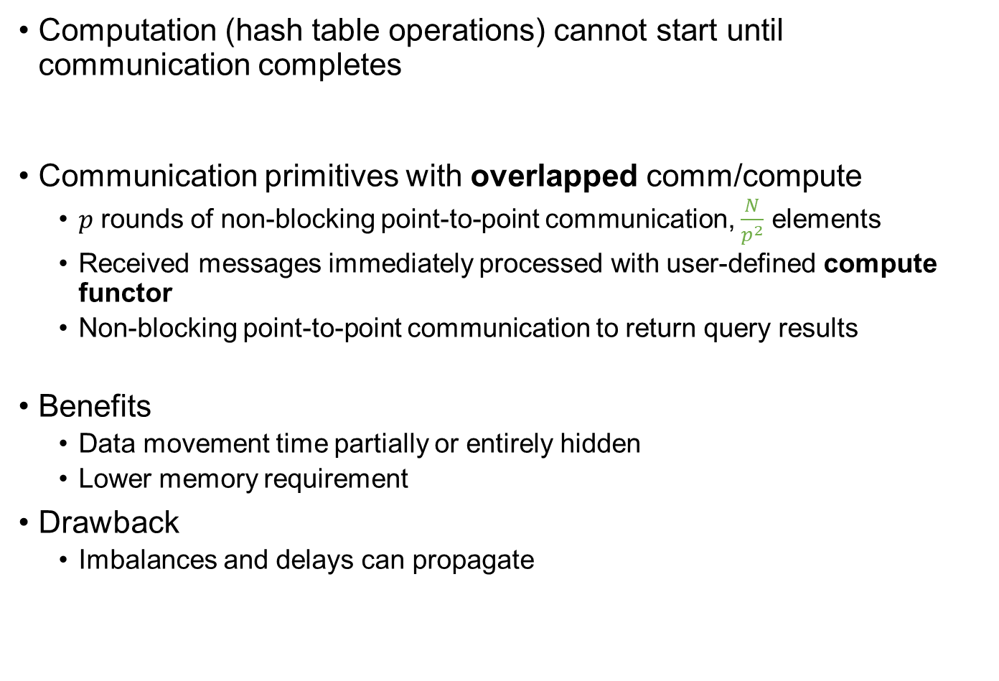 • Computation (hash table operations) cannot start until
communication completes
• Communication primitives with overlapped comm/compute
• p rounds of non-blocking point-to-point communication, N/p² elements
• Received messages immediately processed with user-defined compute
functor
• Non-blocking point-to-point communication to return query results
• Benefits
• Data movement time partially or entirely hidden
• Lower memory requirement
• Drawback
• Imbalances and delays can propagate